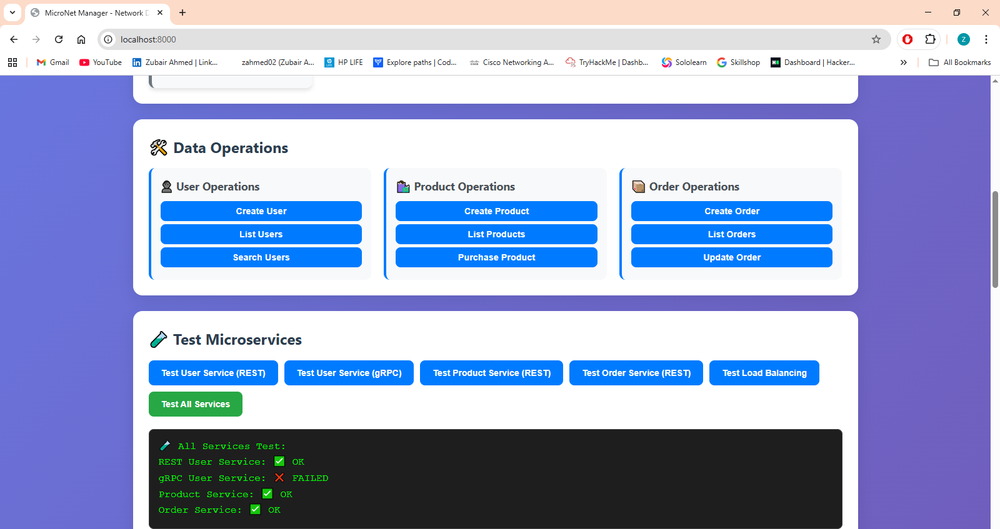 MicroNet Manager - Network D
localhost:8000
Z
Gmail
YouTube
Zubair Ahmed | Link...
zahmed02 (Zubair A...
HP LIFE
Explore paths | Cod...
Cisco Networking A...
TryHackMe | Dashb...
Sololearn
Skillshop
Dashboard | Hacker...
All Bookmarks
Data Operations
User Operations
Create User
List Users
Search Users
Product Operations
Create Product
List Products
Purchase Product
Order Operations
Create Order
List Orders
Update Order
Test Microservices
Test User Service (REST)
Test User Service (gRPC)
Test Product Service (REST)
Test Order Service (REST)
Test Load Balancing
Test All Services
All Services Test:
REST User Service: ✅ OK
gRPC User Service: ❌ FAILED
Product Service: ✅ OK
Order Service: ✅ OK